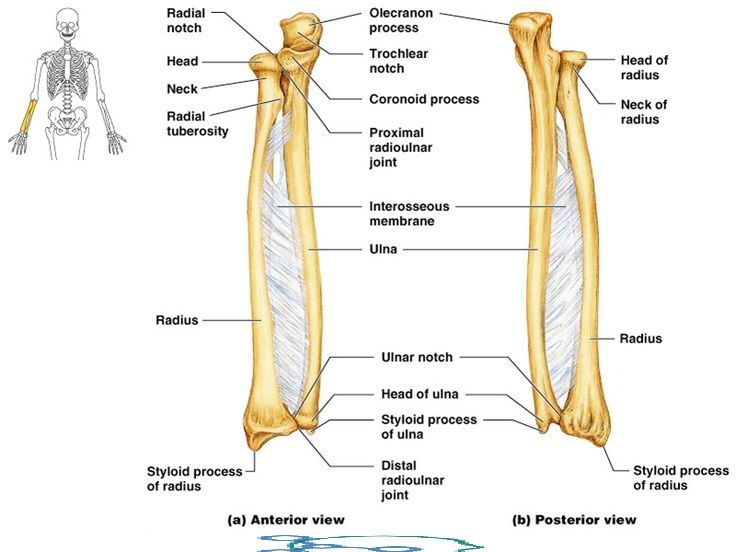 Radial
notch
Head
Neck
Radial
tuberosity
Radius
Styloid process
of radius
Olecranon
process
Trochlear
notch
Coronoid process
Proximal
radioulnar
joint
Interosseous
membrane
Ulna
Ulnar notch
Head of ulna
Styloid process
of ulna
Distal
radioulnar
joint
Head of
radius
Neck of
radius
Radius
Styloid process
of radius
(a) Anterior view
(b) Posterior view